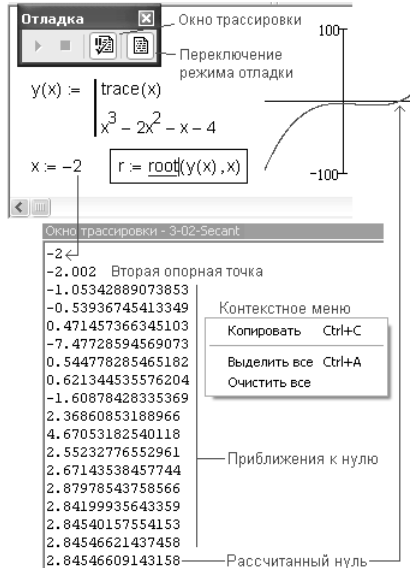 Отладка
Окно трассировки
Переключение
режима отладки
y(x) := trace(x)
x³ − 2x² − x − 4
x := −2
r := root(y(x),x)
100
−100
Окно трассировки - 3-02-Secant
-2
-2.002 Вторая опорная точка
-1.05342889073853
-0.53936745413349
0.471457366345103
-7.47728594569073
0.544778285465182
0.621344535576204
-1.60878428335369
2.36860853188966
4.67053182540118
2.55232776552961
2.67143538457744
2.87978543758566
2.84199935643359
2.84540157554153
2.84546621437458
2.84546609143158
Контекстное меню
Копировать Ctrl+C
Выделить все Ctrl+A
Очистить все
Приближения к нулю
Рассчитанный нуль